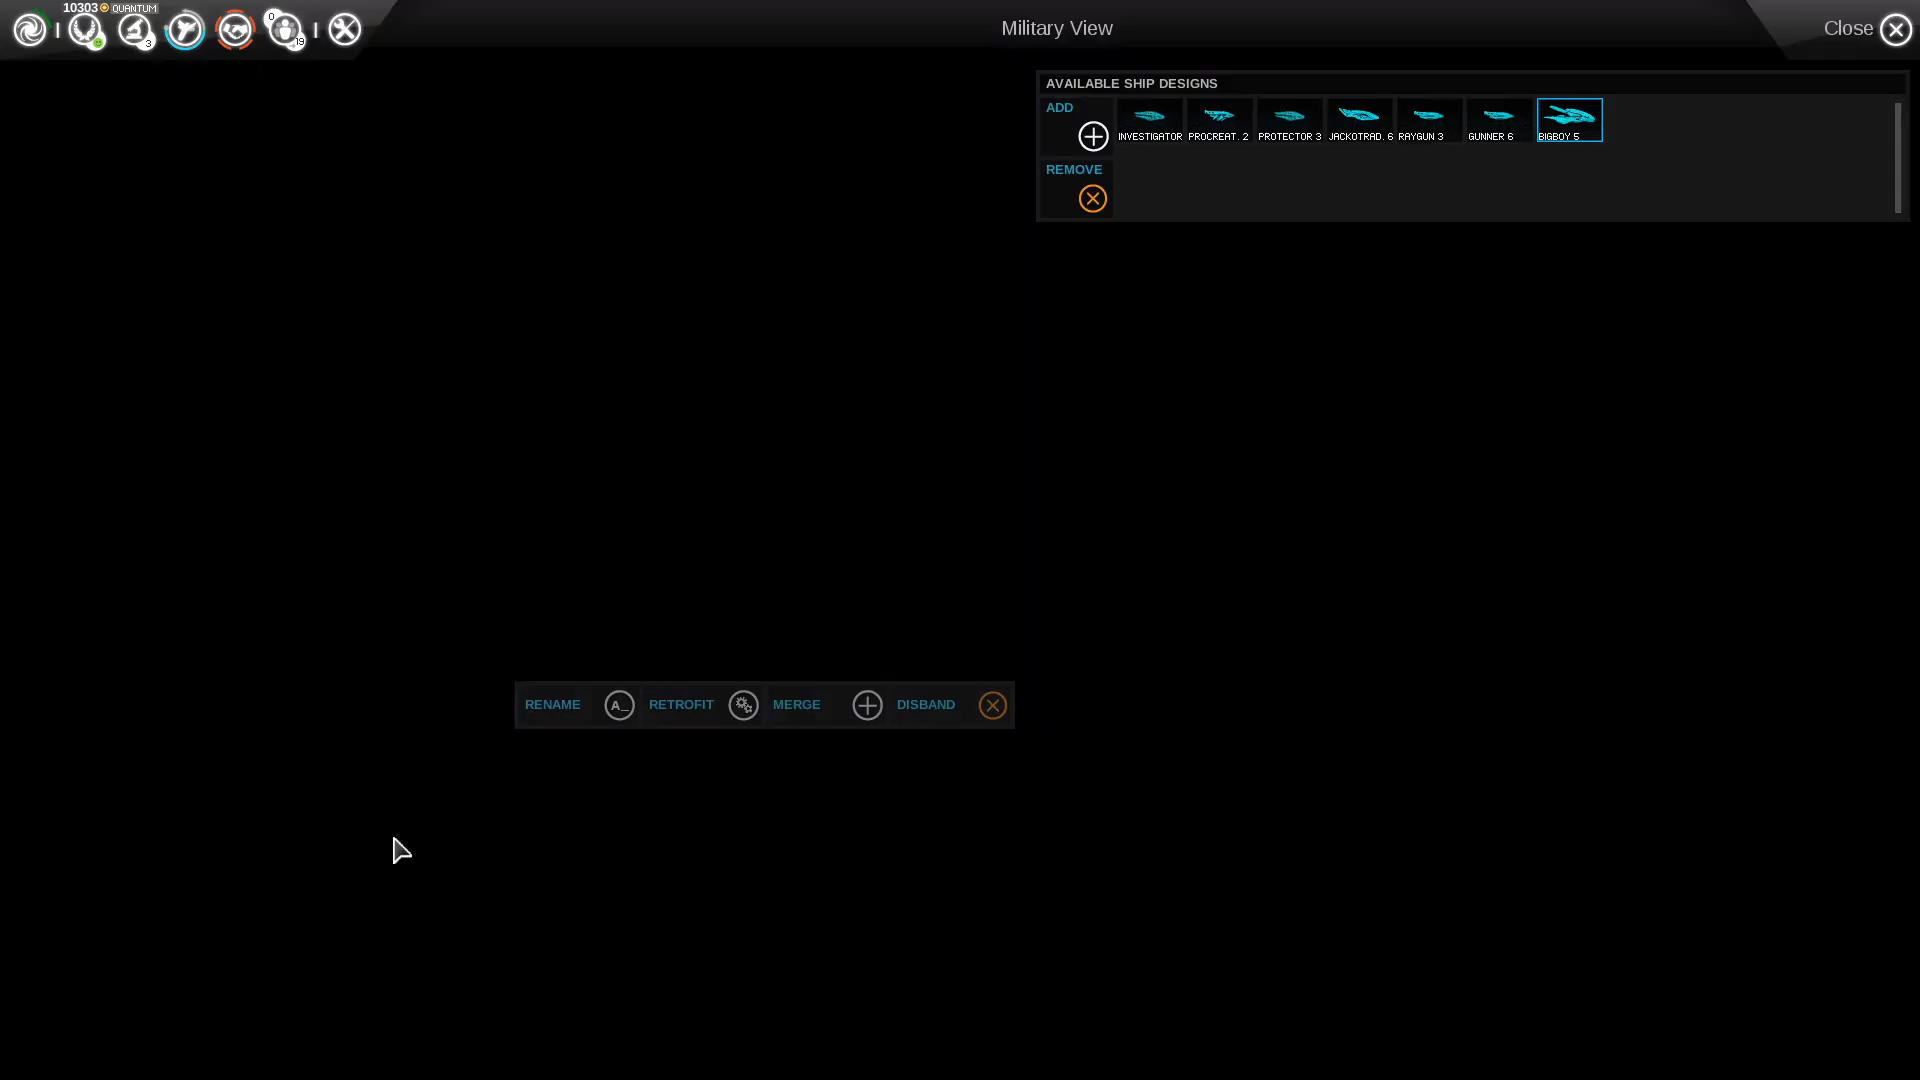 10303 QUANTUM
3
0
19
Military View
Close
AVAILABLE SHIP DESIGNS
ADD
INVESTIGATOR
PROCREAT. 2
PROTECTOR 3
JACKOTRAD. 6
RAYGUN 3
GUNNER 6
BIGBOY 5
REMOVE
RENAME
A_
RETROFIT
MERGE
DISBAND